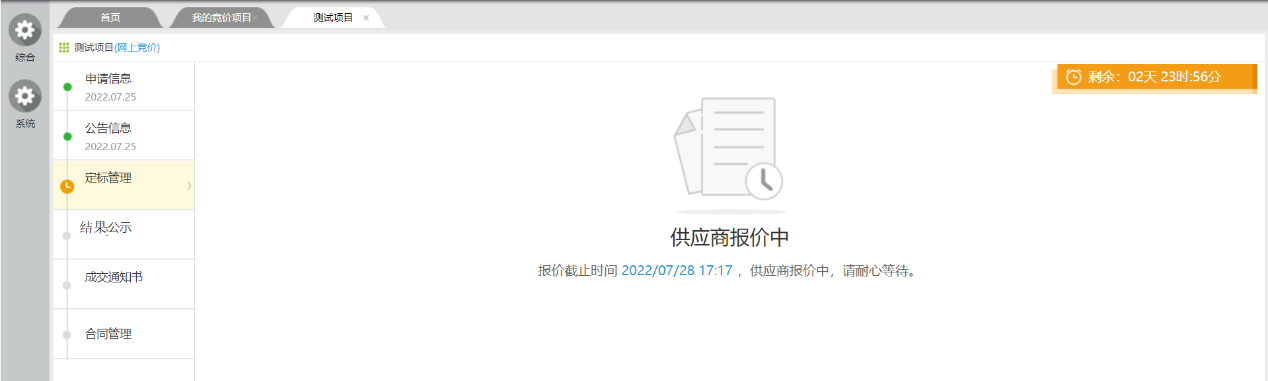 首页
我的竞价项目
测试项目
综合
系统
测试项目(网上竞价)
申请信息
2022.07.25
公告信息
2022.07.25
定标管理
结果公示
成交通知书
合同管理
剩余：02天 23时:56分
供应商报价中
报价截止时间 2022/07/28 17:17 ，供应商报价中，请耐心等待。